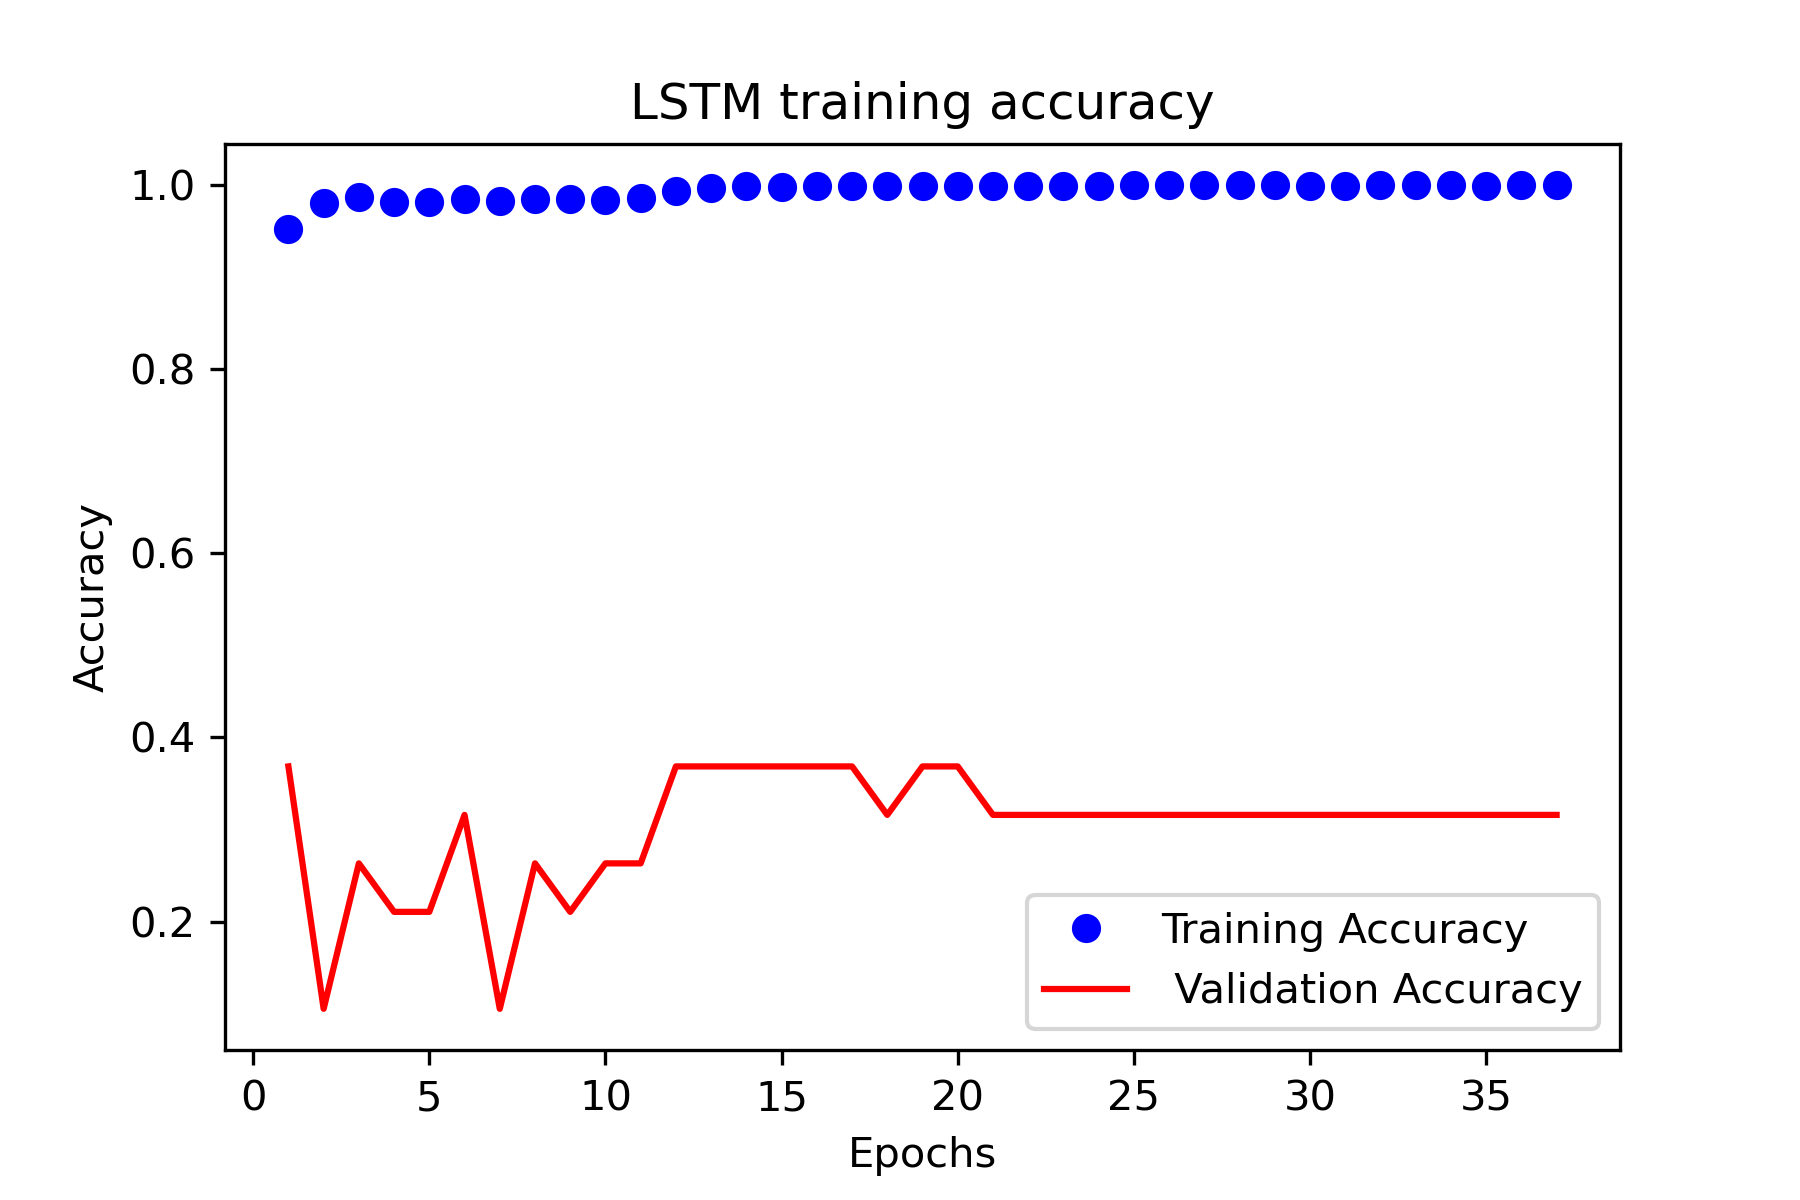 LSTM training accuracy
1.0
0.8
0.6
0.4
0.2
Accuracy
Training Accuracy
Validation Accuracy
0 5 10 15 20 25 30 35
Epochs